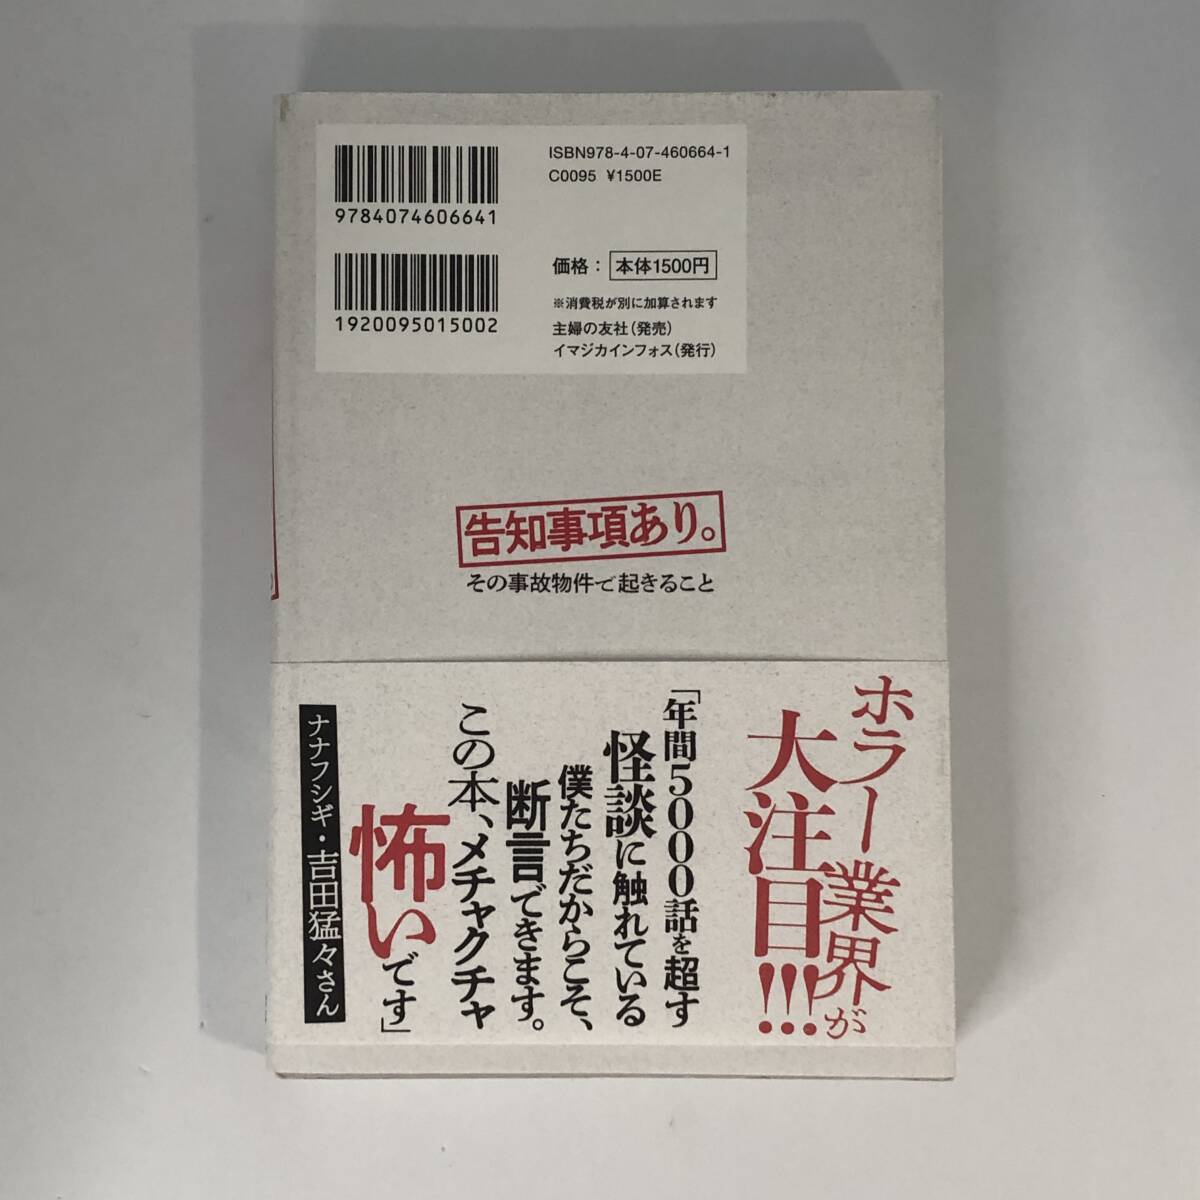 ISBN978-4-07-460664-1
C0095 ¥1500E
9784074606641
1920095015002
価格： 本体1500円
※消費税が別に加算されます
主婦の友社（発売）
イマジカインフォス（発行）
告知事項あり。
その事故物件で起きること
ホラー業界が
大注目!!!
「年間5000話を超す
怪談に触れている
僕たちだからこそ、
断言できます。
この本、メチャクチャ
怖いです」
ナナフシギ・吉田猛々さん